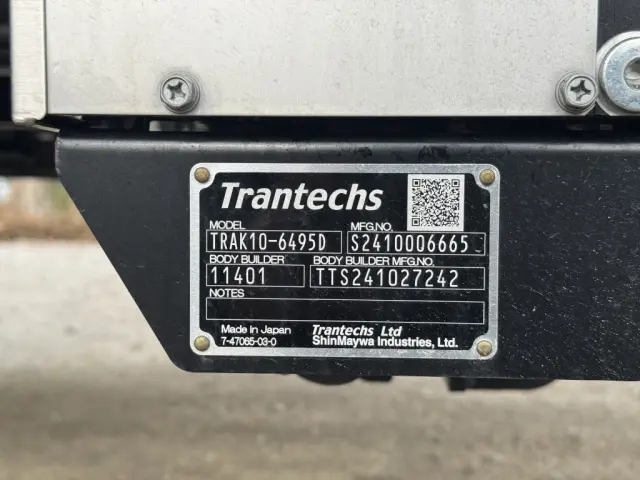 Trantechs
MODEL MFG.NO.
TRAK10-6495D S2410006665
BODY BUILDER BODY BUILDER MFG.NO.
11401 TTS241027242
NOTES
Made in Japan Trantechs Ltd
7-47065-03-0 ShinMaywa Industries, Ltd.